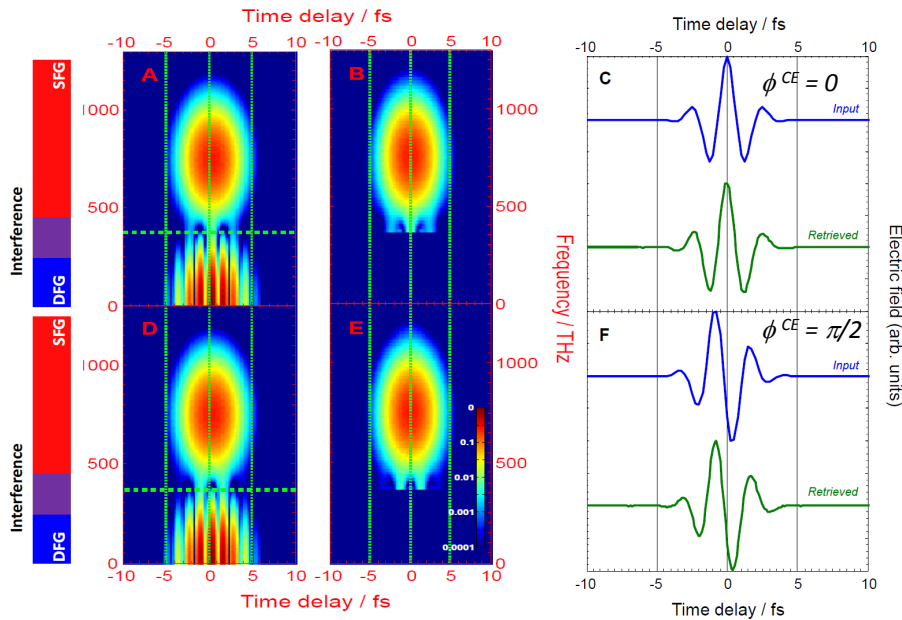 Time delay / fs
Time delay / fs
-10 -5 0 5 10
-10 -5 0 5 10
-10 -5 0 5 10
SFG
Interference
DFG
1000
500
0
A
B
1000
500
0
C
ϕ CE = 0
Input
Retrieved
Frequency / THz
Electric field (arb. units)
SFG
Interference
DFG
1000
500
0
D
E
0
0.1
0.01
0.001
0.0001
1000
500
0
F
ϕ CE = π/2
Input
Retrieved
-10 -5 0 5 10
-10 -5 0 5 10
-10 -5 0 5 10
Time delay / fs
Time delay / fs